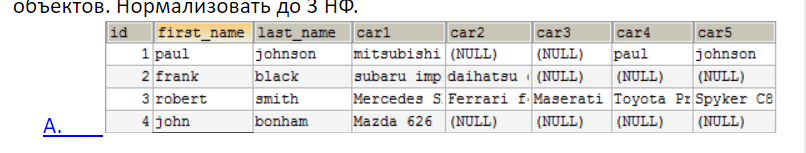 объектов. Нормализовать до 3 НФ.
id first_name last_name car1 car2 car3 car4 car5
1 paul johnson mitsubishi (NULL) (NULL) paul johnson
2 frank black subaru imp daihatsu (NULL) (NULL) (NULL)
3 robert smith Mercedes S Ferrari f Maserati Toyota Pr Spyker C8
4 john bonham Mazda 626 (NULL) (NULL) (NULL) (NULL)
А.